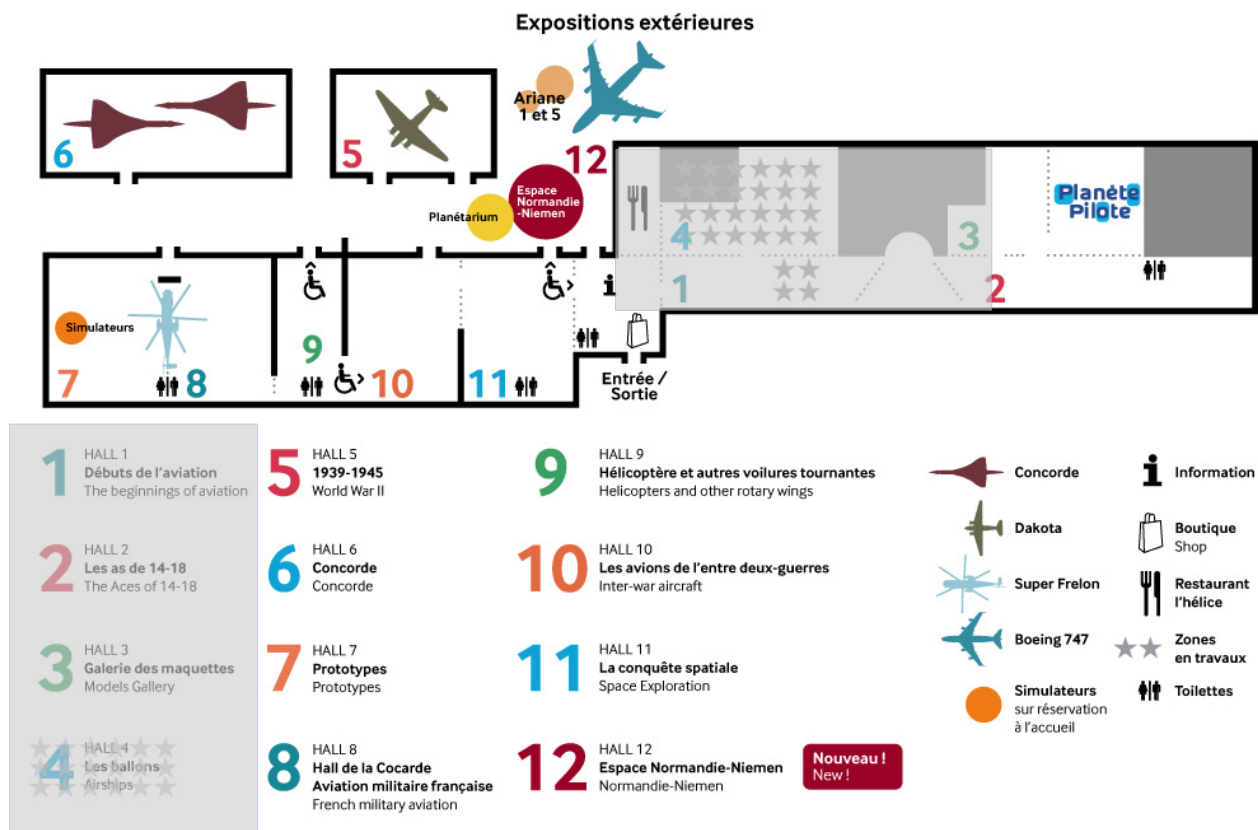 Expositions extérieures
Ariane
1 et 5
6
5
12
Espace
Normandie
-Niemen
Planétarium
4
3
Planète
Pilote
1
2
Simulateurs
9
7
8
10
11
Entrée /
Sortie
1
HALL 1
Débuts de l'aviation
The beginnings of aviation
2
HALL 2
Les as de 14-18
The Aces of 14-18
3
HALL 3
Galerie des maquettes
Models Gallery
4
HALL 4
Les ballons
Airships
5
HALL 5
1939-1945
World War II
6
HALL 6
Concorde
Concorde
7
HALL 7
Prototypes
Prototypes
8
HALL 8
Hall de la Cocarde
Aviation militaire française
French military aviation
9
HALL 9
Hélicoptère et autres voilures tournantes
Helicopters and other rotary wings
10
HALL 10
Les avions de l'entre deux-guerres
Inter-war aircraft
11
HALL 11
La conquête spatiale
Space Exploration
12
HALL 12
Espace Normandie-Niemen
Normandie-Niemen
Nouveau !
New !
Concorde
Dakota
Super Frelon
Boeing 747
Simulateurs
sur réservation
à l'accueil
Information
Boutique
Shop
Restaurant
l'hélice
Zones
en travaux
Toilettes